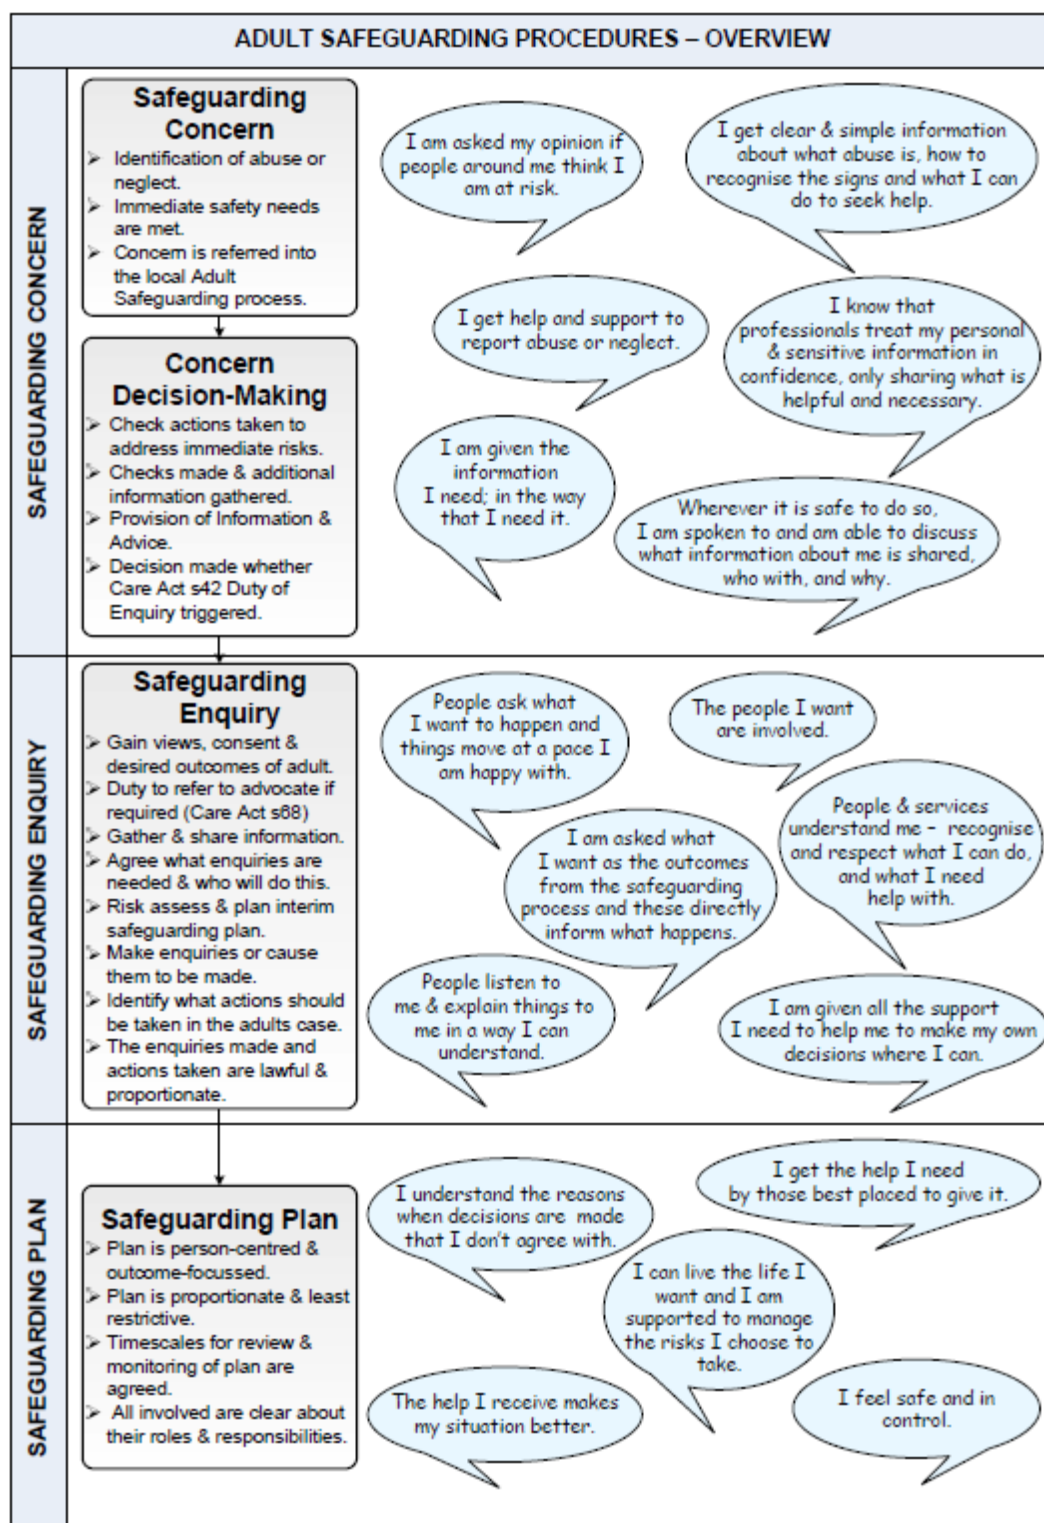 ADULT SAFEGUARDING PROCEDURES – OVERVIEW
SAFEGUARDING CONCERN
Safeguarding
Concern
➢ Identification of abuse or
neglect.
➢ Immediate safety needs
are met.
➢ Concern is referred into
the local Adult
Safeguarding process.
Concern
Decision-Making
➢ Check actions taken to
address immediate risks.
➢ Checks made & additional
information gathered.
➢ Provision of Information &
Advice.
➢ Decision made whether
Care Act s42 Duty of
Enquiry triggered.
I am asked my opinion if
people around me think I
am at risk.
I get clear & simple information
about what abuse is, how to
recognise the signs and what I can
do to seek help.
I get help and support to
report abuse or neglect.
I know that
professionals treat my personal
& sensitive information in
confidence, only sharing what is
helpful and necessary.
I am given the
information
I need; in the way
that I need it.
Wherever it is safe to do so,
I am spoken to and am able to discuss
what information about me is shared,
who with, and why.
SAFEGUARDING ENQUIRY
Safeguarding
Enquiry
➢ Gain views, consent &
desired outcomes of adult.
➢ Duty to refer to advocate if
required (Care Act s68)
➢ Gather & share information.
➢ Agree what enquiries are
needed & who will do this.
➢ Risk assess & plan interim
safeguarding plan.
➢ Make enquiries or cause
them to be made.
➢ Identify what actions should
be taken in the adults case.
➢ The enquiries made and
actions taken are lawful &
proportionate.
People ask what
I want to happen and
things move at a pace I
am happy with.
The people I want
are involved.
I am asked what
I want as the outcomes
from the safeguarding
process and these directly
inform what happens.
People & services
understand me – recognise
and respect what I can do,
and what I need
help with.
People listen to
me & explain things to
me in a way I can
understand.
I am given all the support
I need to help me to make my own
decisions where I can.
SAFEGUARDING PLAN
Safeguarding Plan
➢ Plan is person-centred &
outcome-focussed.
➢ Plan is proportionate & least
restrictive.
➢ Timescales for review &
monitoring of plan are
agreed.
➢ All involved are clear about
their roles & responsibilities.
I understand the reasons
when decisions are made
that I don't agree with.
I get the help I need
by those best placed to give it.
I can live the life I
want and I am
supported to manage
the risks I choose to
take.
The help I receive makes
my situation better.
I feel safe and in
control.